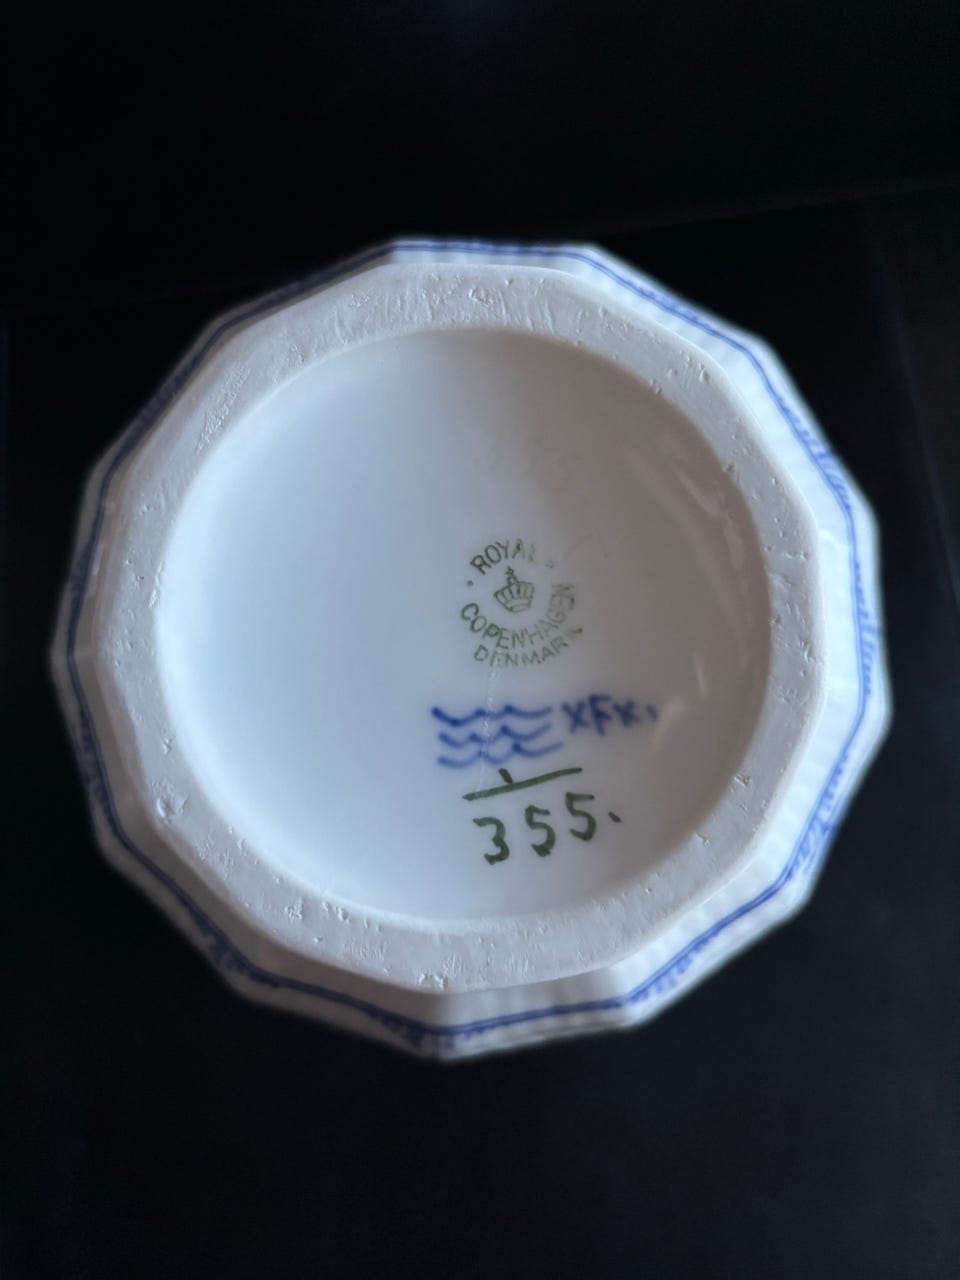 ROYAL
COPENHAGEN
DENMARK
XFX.
1
355.